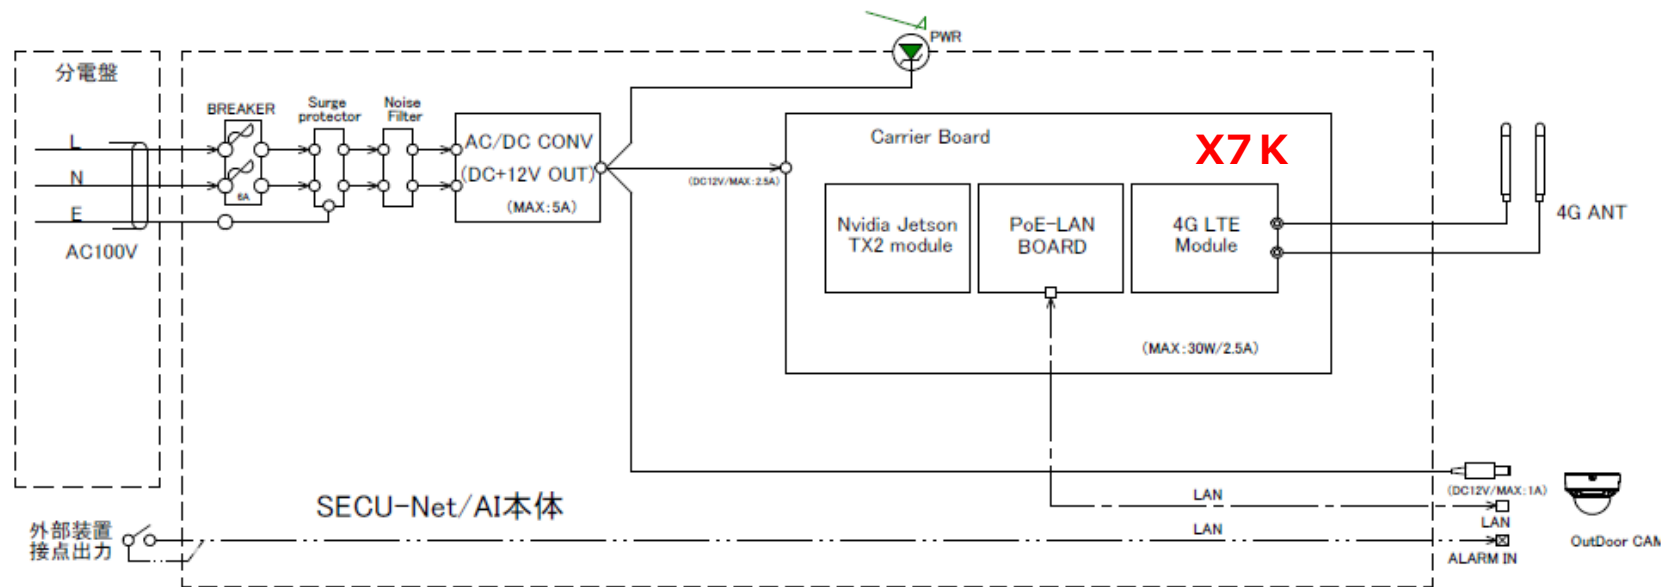 分電盤
L
N
E
AC100V
BREAKER
6A
Surge
protector
Noise
Filter
AC/DC CONV
(DC+12V OUT)
(MAX:5A)
PWR
(DC12V/MAX:2.5A)
Carrier Board
X7K
Nvidia Jetson
TX2 module
PoE-LAN
BOARD
4G LTE
Module
(MAX:30W/2.5A)
4G ANT
SECU-Net/AI本体
外部装置
接点出力
LAN
LAN
(DC12V/MAX:1A)
LAN
ALARM IN
OutDoor CAM